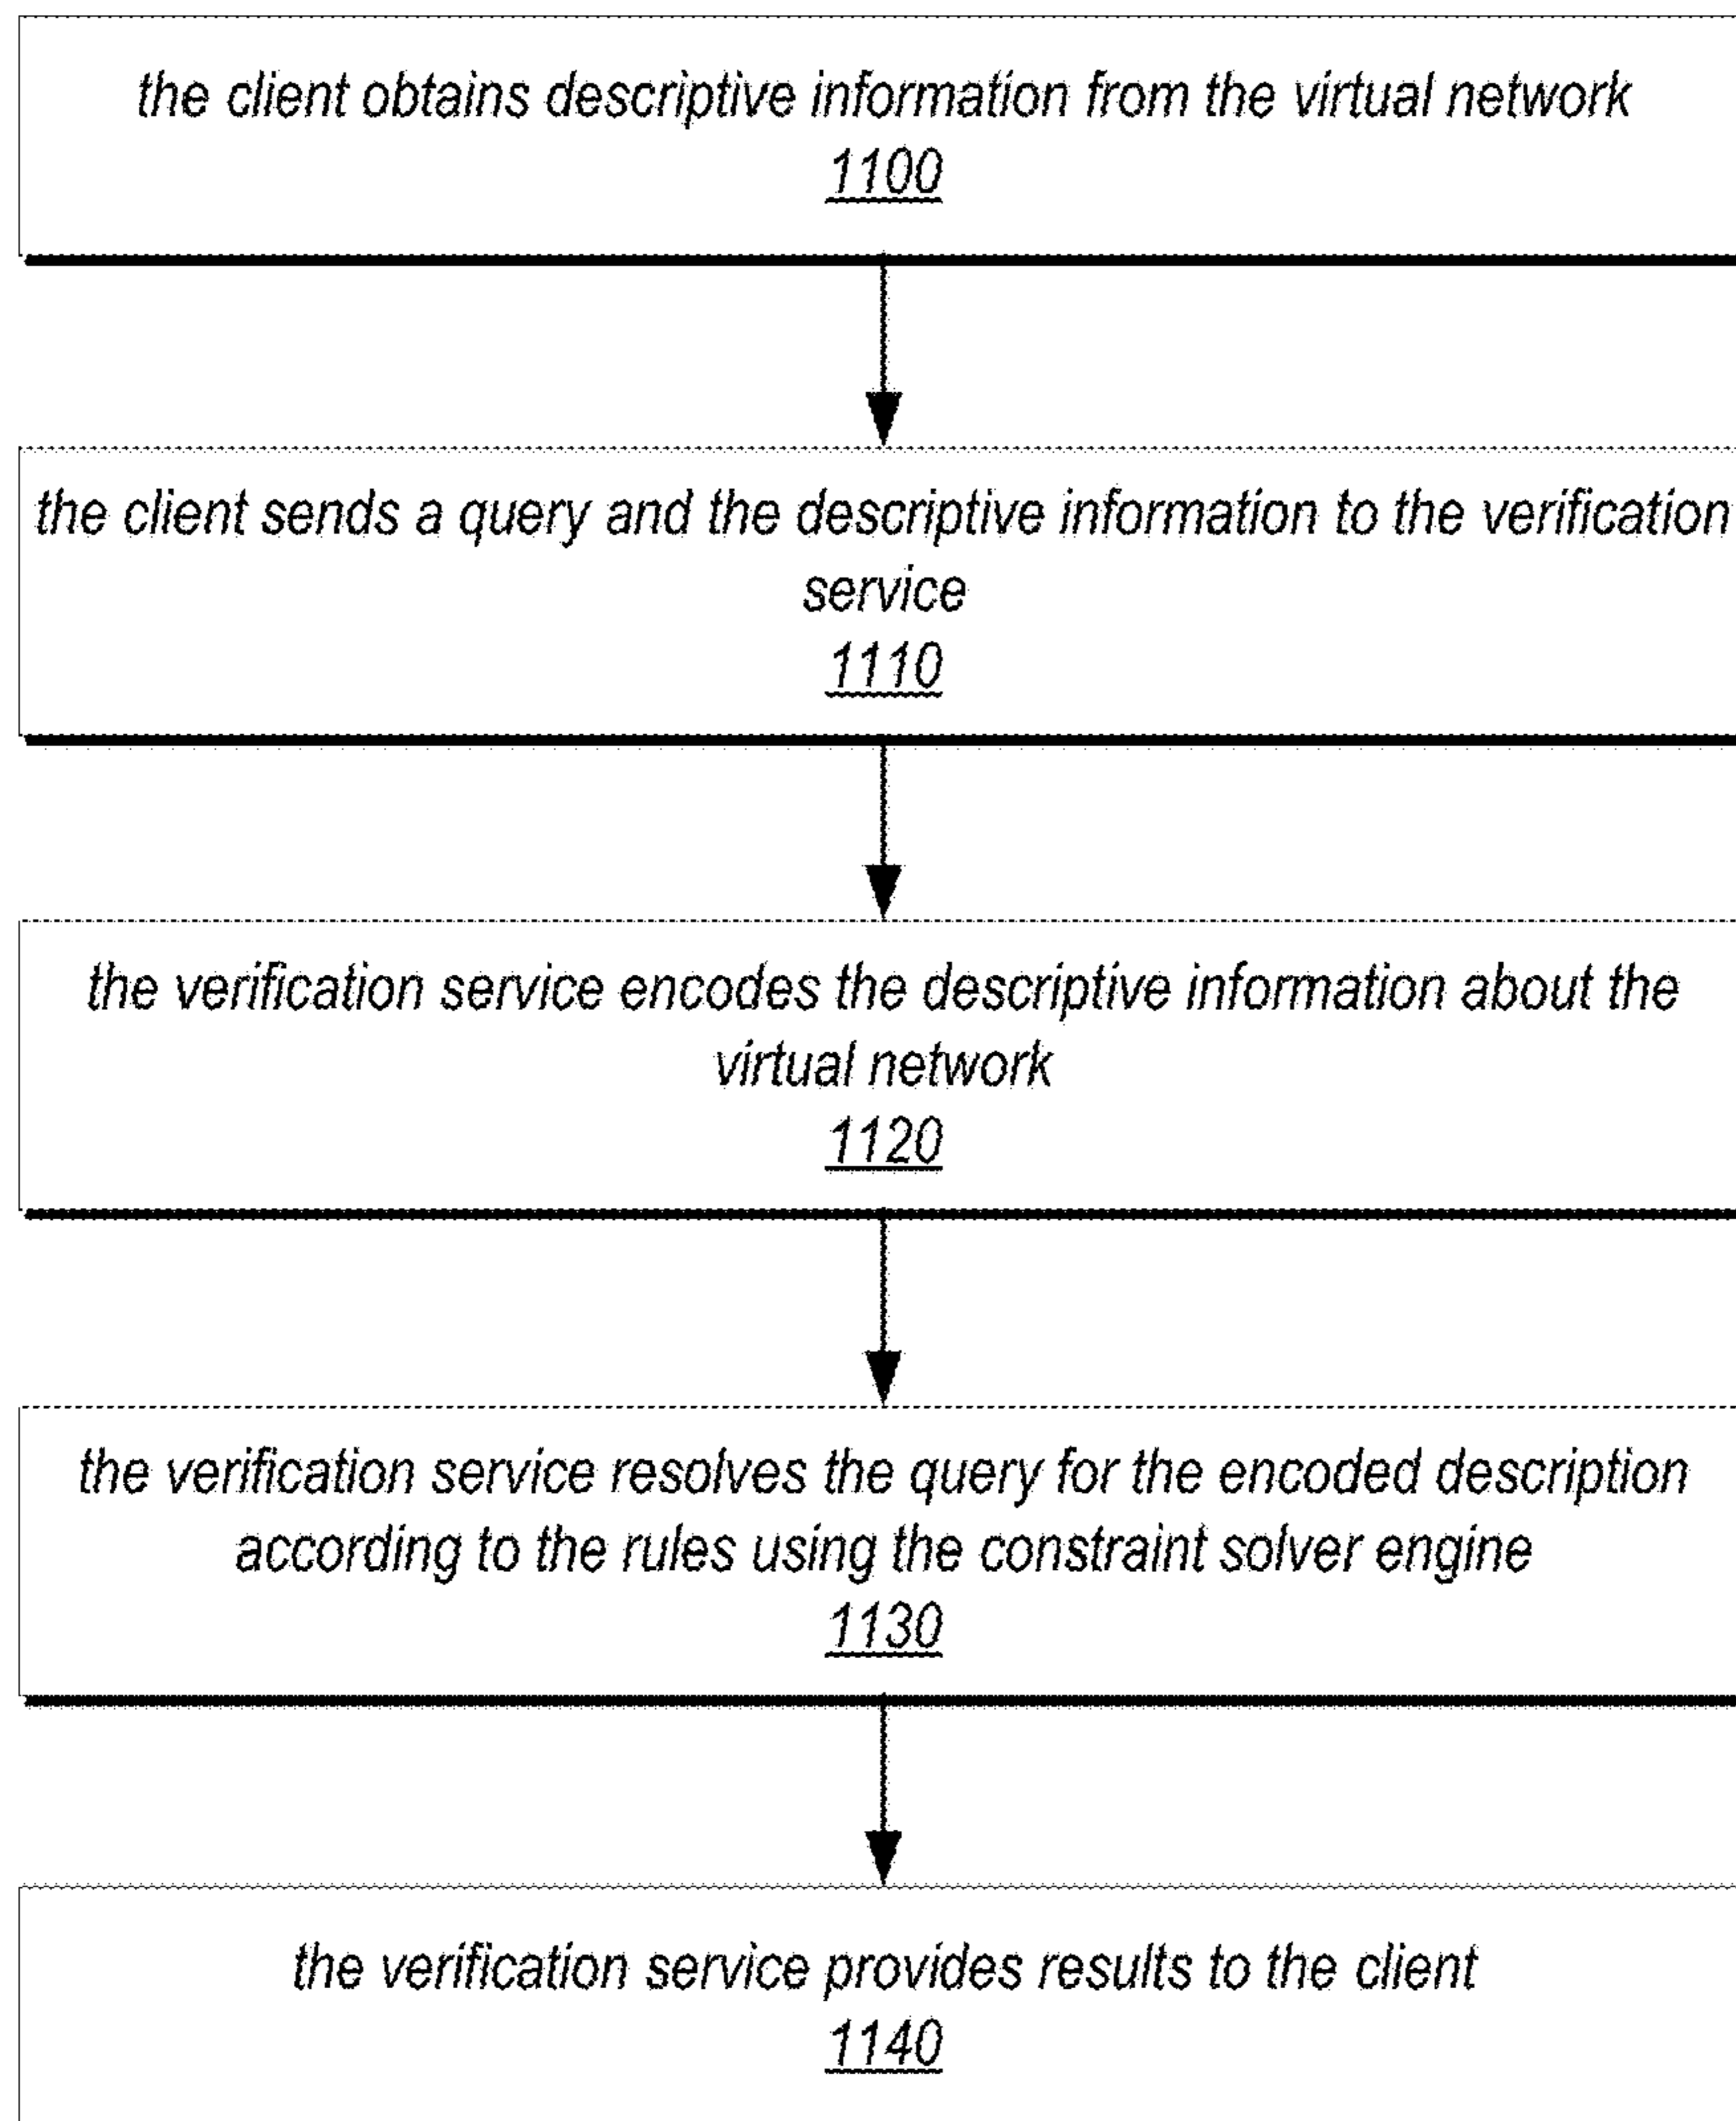 the client obtains descriptive information from the virtual network
1100
the client sends a query and the descriptive information to the verification
service
1110
the verification service encodes the descriptive information about the
virtual network
1120
the verification service resolves the query for the encoded description
according to the rules using the constraint solver engine
1130
the verification service provides results to the client
1140